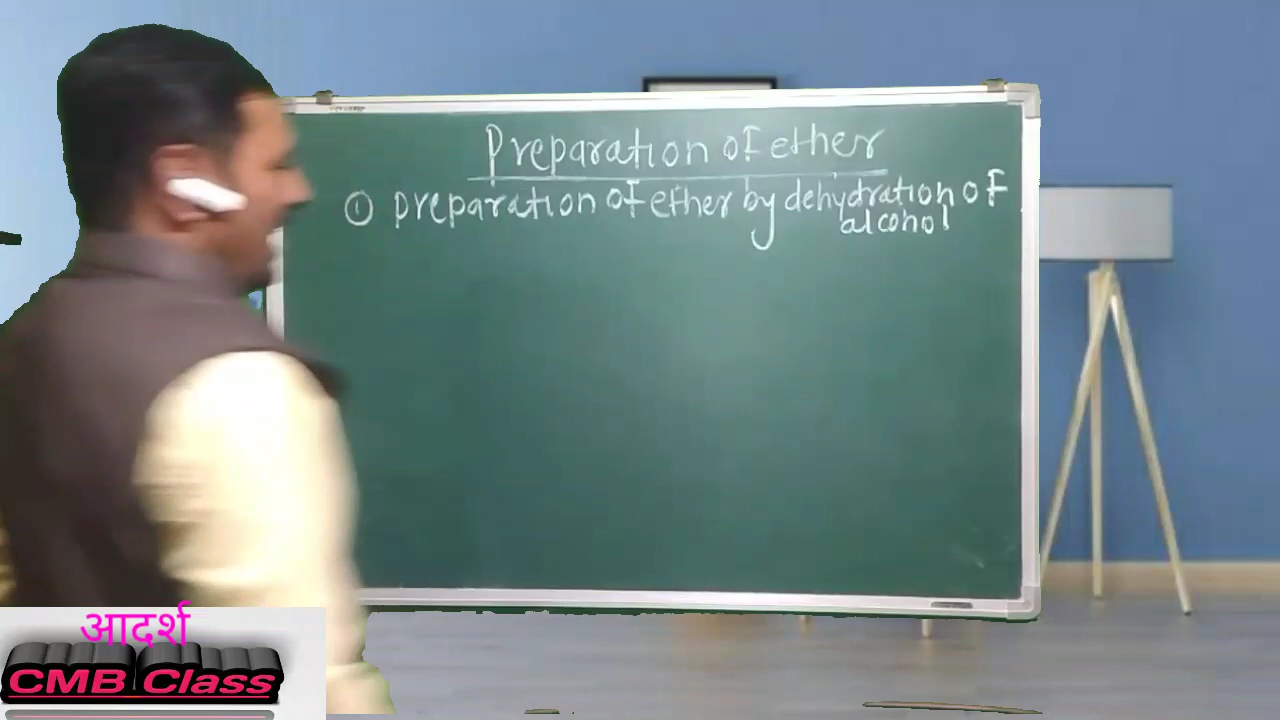 Preparation of ether
① preparation of ether by dehydration of
alcohol
आदर्श
CMB Class